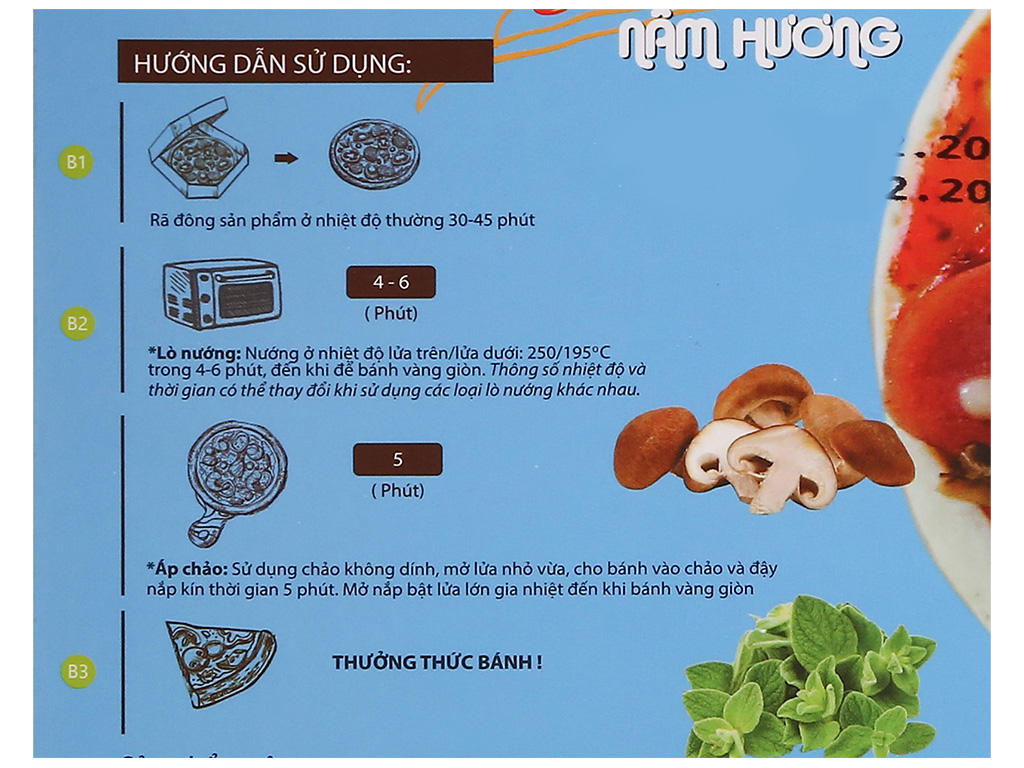 NẤM HƯƠNG
HƯỚNG DẪN SỬ DỤNG:
.20
2.20
B1
Rã đông sản phẩm ở nhiệt độ thường 30-45 phút
B2
4 - 6
( Phút)
*Lò nướng: Nướng ở nhiệt độ lửa trên/lửa dưới: 250/195ºC
trong 4-6 phút, đến khi để bánh vàng giòn. Thông số nhiệt độ và
thời gian có thể thay đổi khi sử dụng các loại lò nướng khác nhau.
5
( Phút)
*Áp chảo: Sử dụng chảo không dính, mở lửa nhỏ vừa, cho bánh vào chảo và đậy
nắp kín thời gian 5 phút. Mở nắp bật lửa lớn gia nhiệt đến khi bánh vàng giòn
B3
THƯỞNG THỨC BÁNH !